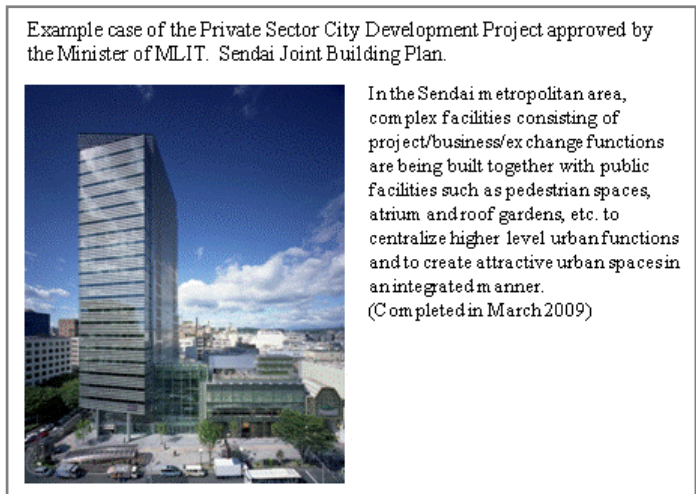 Example case of the Private Sector City Development Project approved by
the Minister of MLIT. Sendai Joint Building Plan.
In the Sendai metropolitan area,
complex facilities consisting of
project/business/exchange functions
are being built together with public
facilities such as pedestrian spaces,
atrium and roof gardens, etc. to
centralize higher level urban functions
and to create attractive urban spaces in
an integrated manner.
(Completed in March 2009)